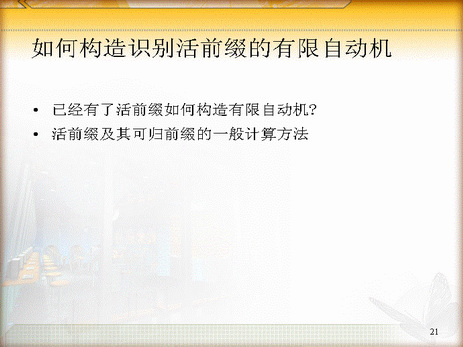 如何构造识别活前缀的有限自动机
• 已经有了活前缀如何构造有限自动机?
• 活前缀及其可归前缀的一般计算方法
21